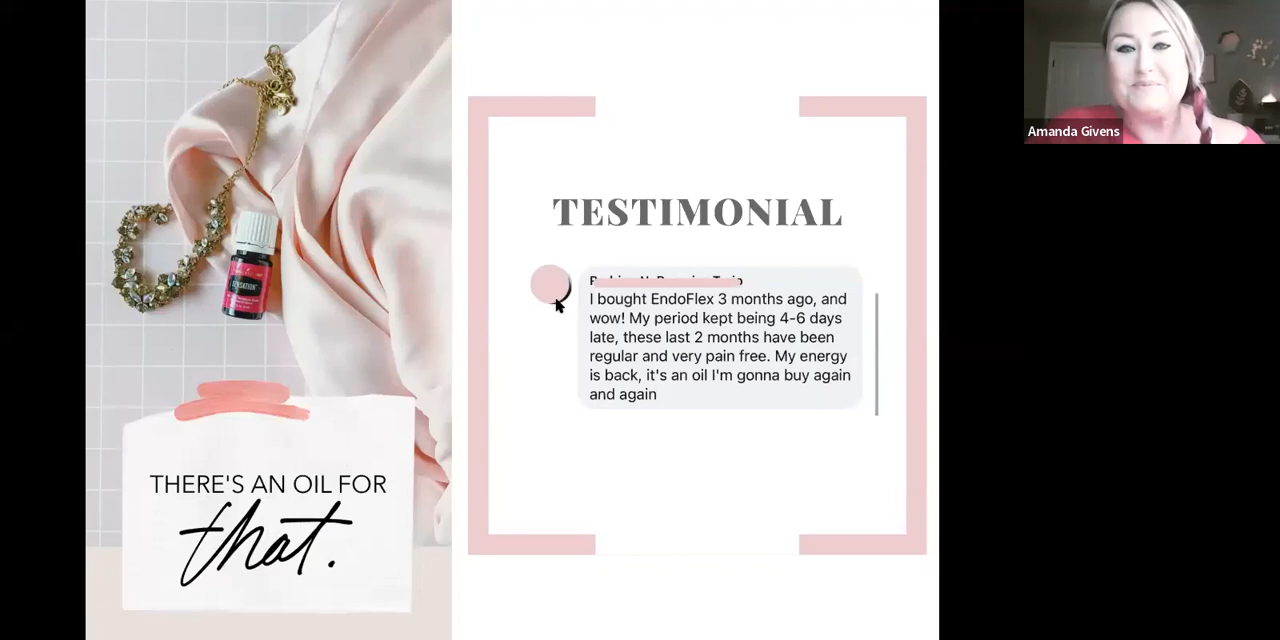 SENSATION
THERE'S AN OIL FOR
that.
TESTIMONIAL
I bought EndoFlex 3 months ago, and
wow! My period kept being 4-6 days
late, these last 2 months have been
regular and very pain free. My energy
is back, it's an oil I'm gonna buy again
and again
Amanda Givens